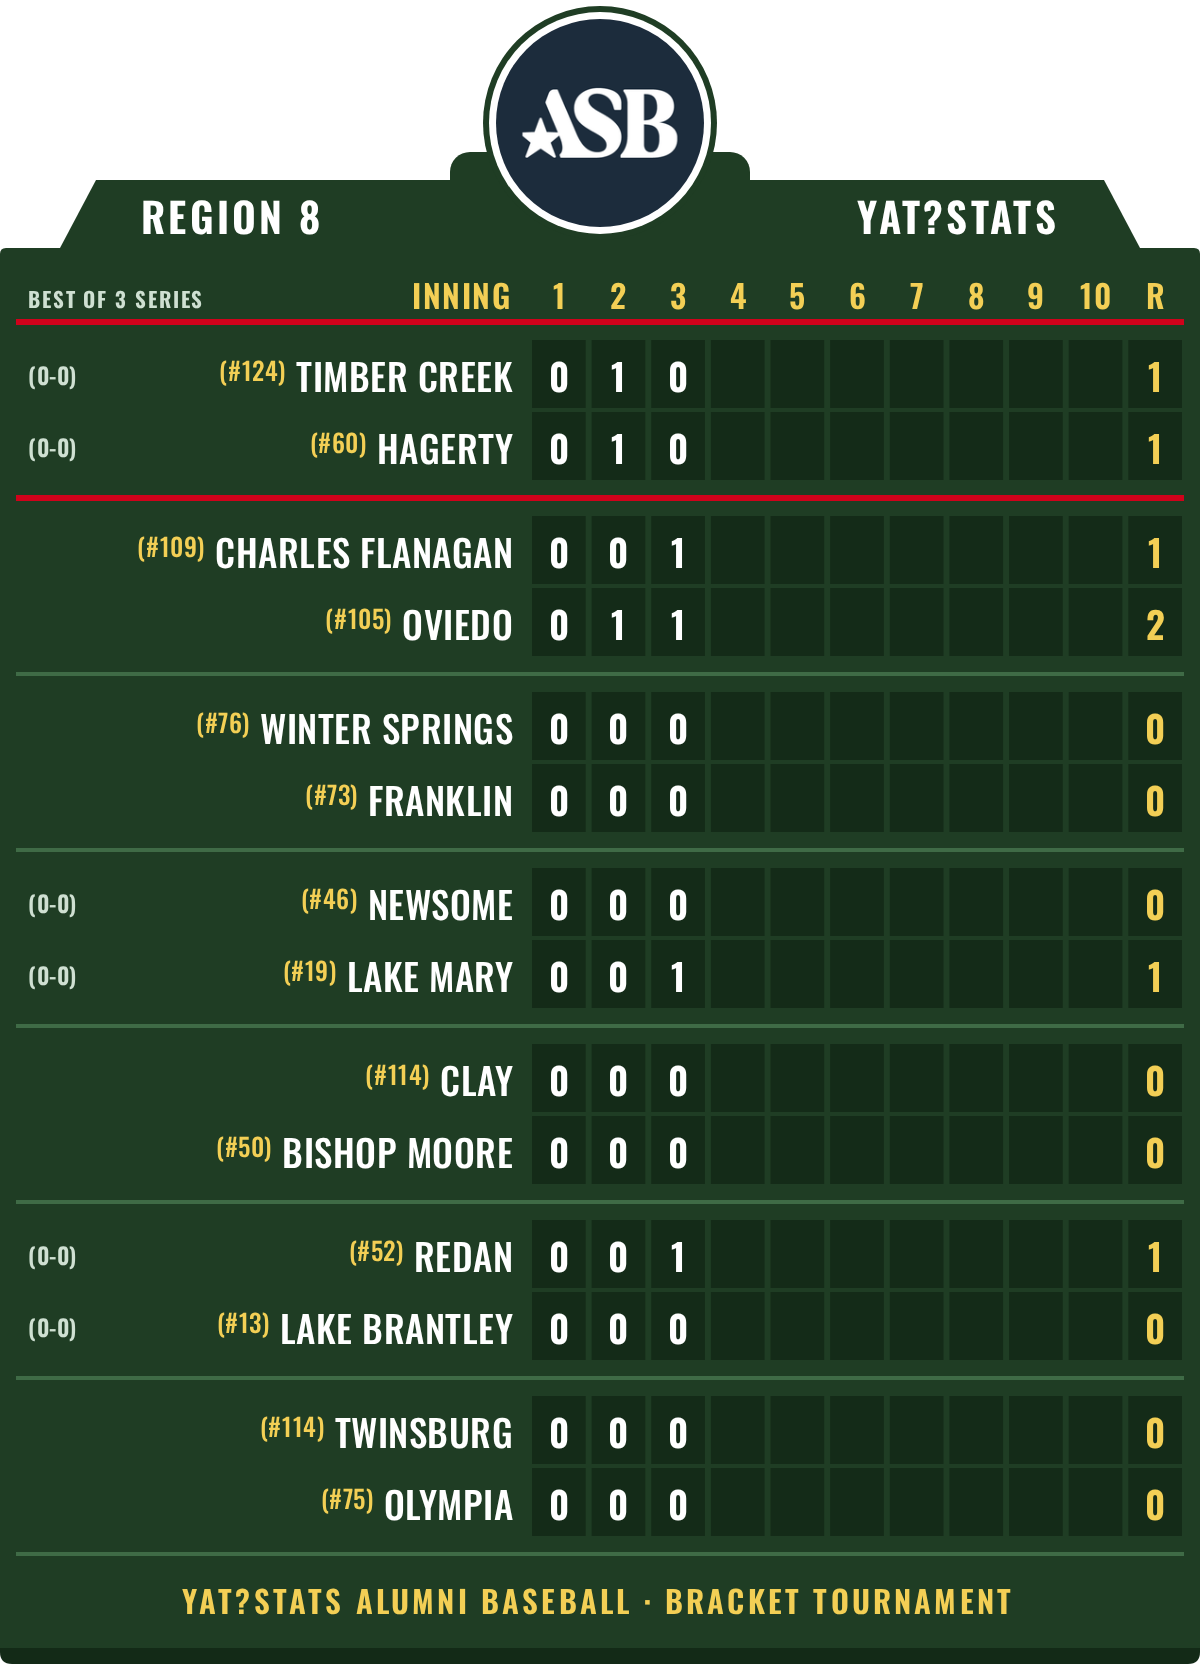 ASB
REGION 8 YAT?STATS
BEST OF 3 SERIES INNING 1 2 3 4 5 6 7 8 9 10 R
(0-0) (#124) TIMBER CREEK 0 1 0 1
(0-0) (#60) HAGERTY 0 1 0 1
(#109) CHARLES FLANAGAN 0 0 1 1
(#105) OVIEDO 0 1 1 2
(#76) WINTER SPRINGS 0 0 0 0
(#73) FRANKLIN 0 0 0 0
(0-0) (#46) NEWSOME 0 0 0 0
(0-0) (#19) LAKE MARY 0 0 1 1
(#114) CLAY 0 0 0 0
(#50) BISHOP MOORE 0 0 0 0
(0-0) (#52) REDAN 0 0 1 1
(0-0) (#13) LAKE BRANTLEY 0 0 0 0
(#114) TWINSBURG 0 0 0 0
(#75) OLYMPIA 0 0 0 0
YAT?STATS ALUMNI BASEBALL · BRACKET TOURNAMENT